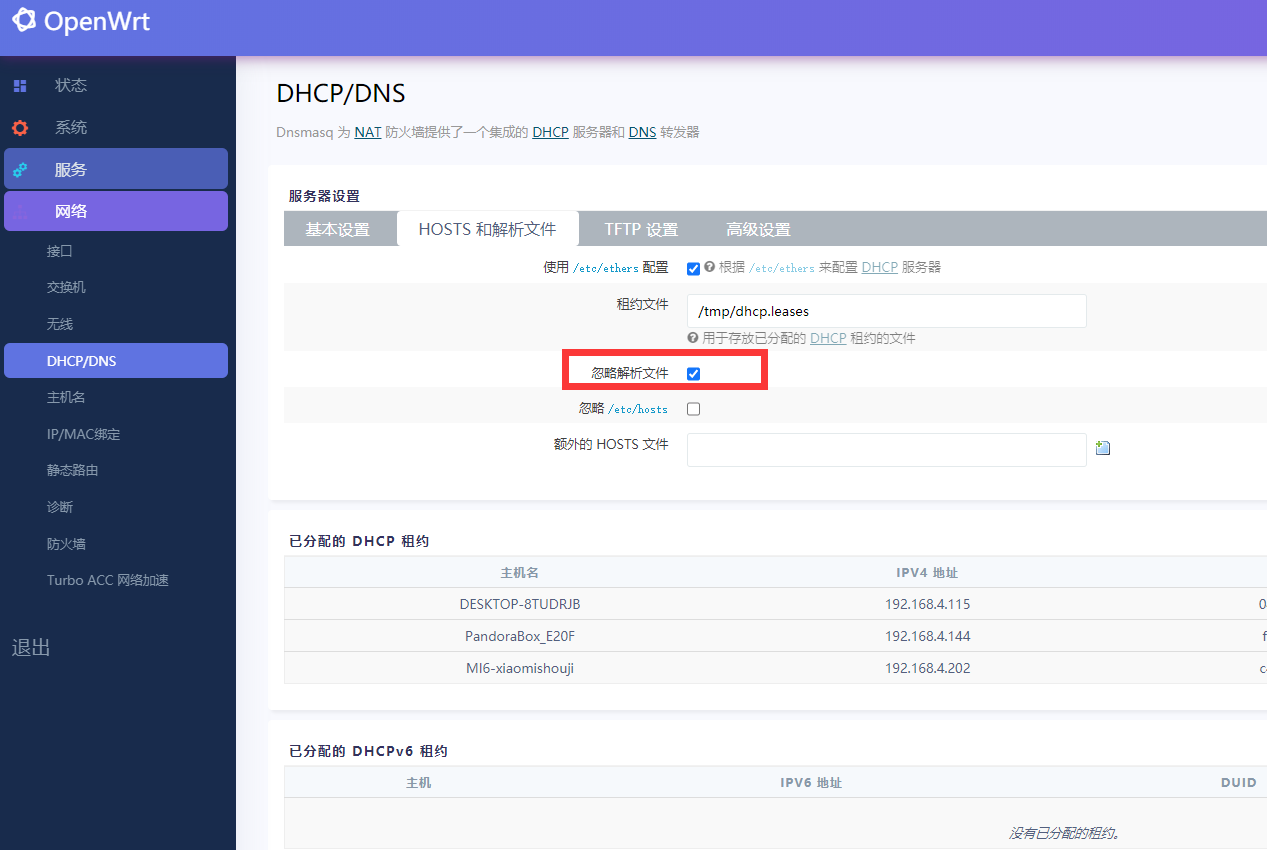 OpenWrt
状态
系统
服务
网络
接口
交换机
无线
DHCP/DNS
主机名
IP/MAC绑定
静态路由
诊断
防火墙
Turbo ACC 网络加速
退出
DHCP/DNS
Dnsmasq 为 NAT 防火墙提供了一个集成的 DHCP 服务器和 DNS 转发器
服务器设置
基本设置 HOSTS 和解析文件 TFTP 设置 高级设置
使用 /etc/ethers 配置 根据 /etc/ethers 来配置 DHCP 服务器
租约文件 /tmp/dhcp.leases
用于存放已分配的 DHCP 租约的文件
忽略解析文件
忽略 /etc/hosts
额外的 HOSTS 文件
已分配的 DHCP 租约
主机名 IPV4 地址
DESKTOP-8TUDRJB 192.168.4.115
PandoraBox_E20F 192.168.4.144
MI6-xiaomishouji 192.168.4.202
已分配的 DHCPv6 租约
主机 IPV6 地址 DUID
没有已分配的租约。